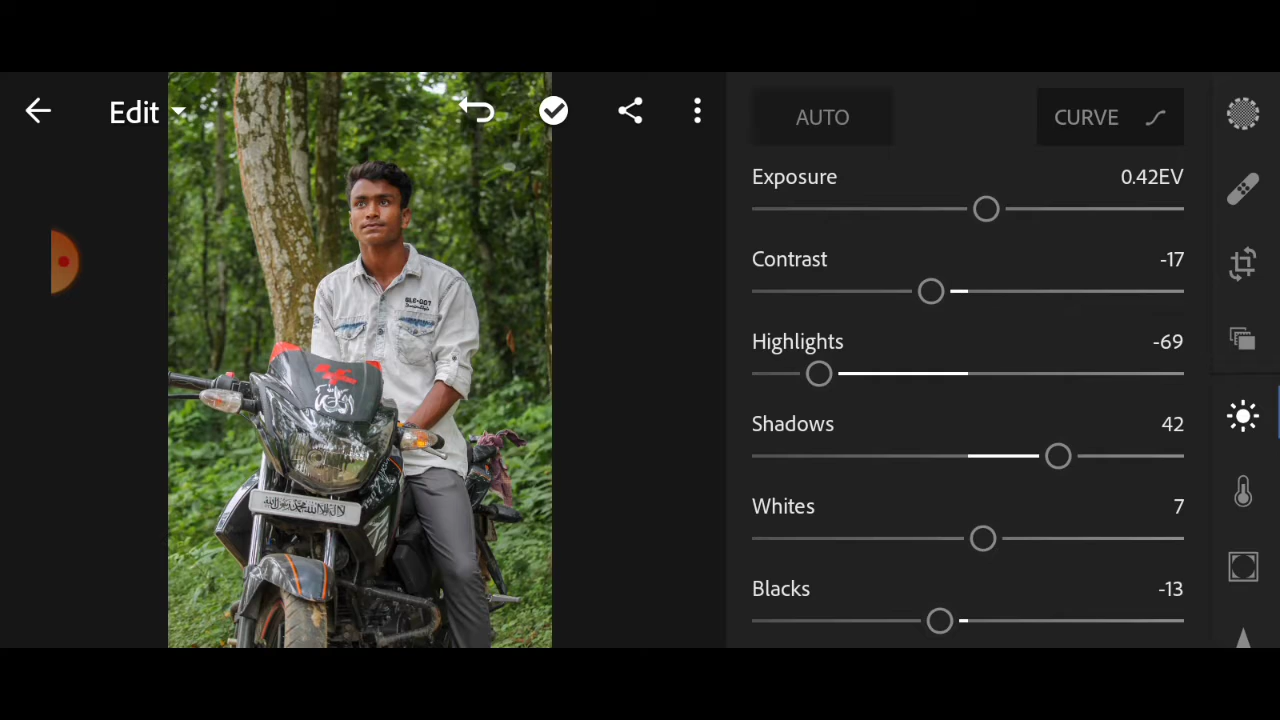 Edit
AUTO
CURVE
Exposure 0.42EV
Contrast -17
Highlights -69
Shadows 42
Whites 7
Blacks -13